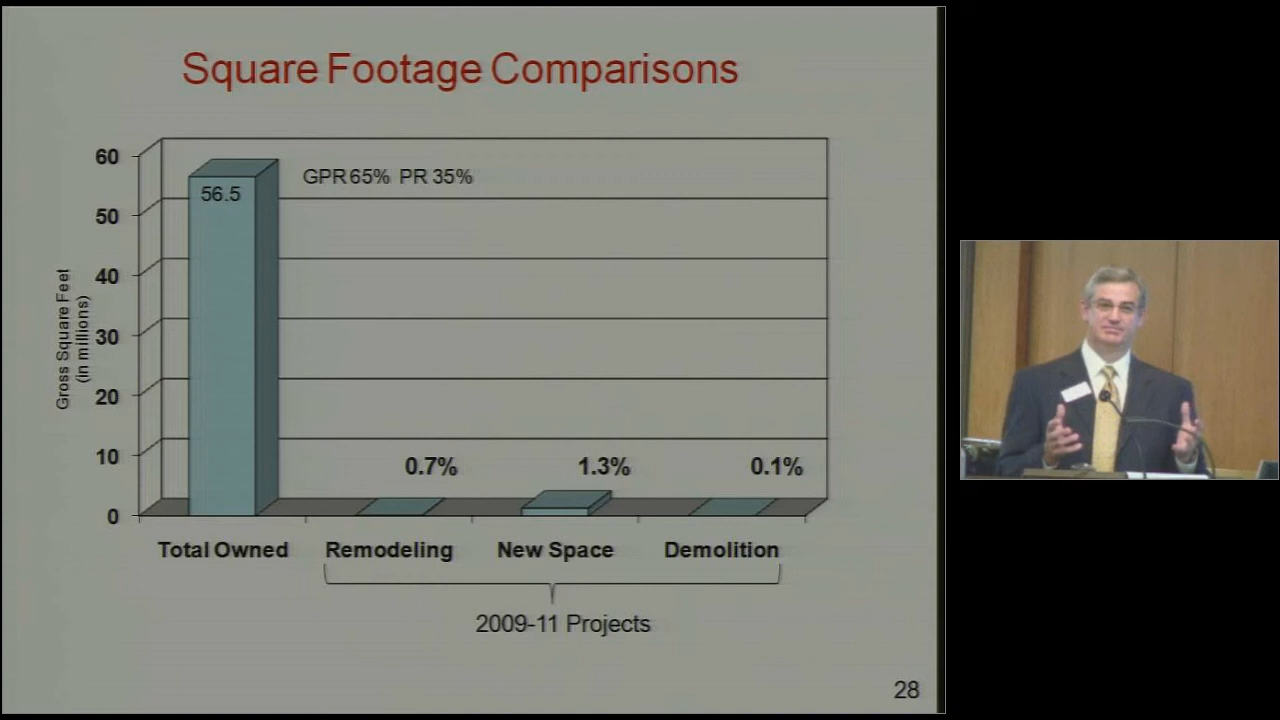 Square Footage Comparisons
60
50
40
30
20
10
0
Gross Square Feet
(in millions)
56.5
GPR 65% PR 35%
0.7%
1.3%
0.1%
Total Owned
Remodeling
New Space
Demolition
2009-11 Projects
28